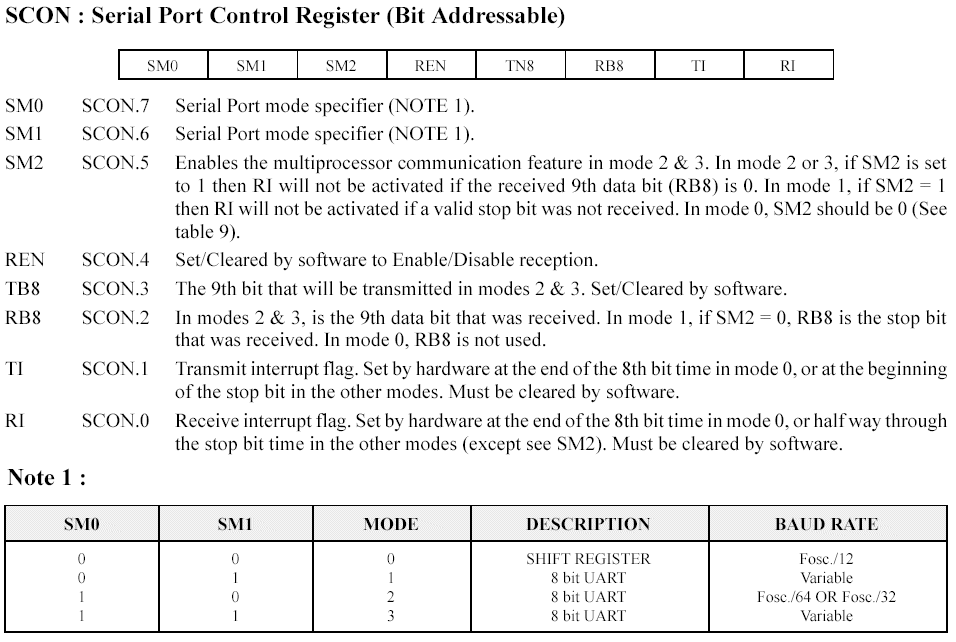 SCON : Serial Port Control Register (Bit Addressable)
SM0 SM1 SM2 REN TN8 RB8 TI RI
SM0 SCON.7 Serial Port mode specifier (NOTE 1).
SM1 SCON.6 Serial Port mode specifier (NOTE 1).
SM2 SCON.5 Enables the multiprocessor communication feature in mode 2 & 3. In mode 2 or 3, if SM2 is set
to 1 then RI will not be activated if the received 9th data bit (RB8) is 0. In mode 1, if SM2 = 1
then RI will not be activated if a valid stop bit was not received. In mode 0, SM2 should be 0 (See
table 9).
REN SCON.4 Set/Cleared by software to Enable/Disable reception.
TB8 SCON.3 The 9th bit that will be transmitted in modes 2 & 3. Set/Cleared by software.
RB8 SCON.2 In modes 2 & 3, is the 9th data bit that was received. In mode 1, if SM2 = 0, RB8 is the stop bit
that was received. In mode 0, RB8 is not used.
TI SCON.1 Transmit interrupt flag. Set by hardware at the end of the 8th bit time in mode 0, or at the beginning
of the stop bit in the other modes. Must be cleared by software.
RI SCON.0 Receive interrupt flag. Set by hardware at the end of the 8th bit time in mode 0, or half way through
the stop bit time in the other modes (except see SM2). Must be cleared by software.
Note 1 :
SM0 SM1 MODE DESCRIPTION BAUD RATE
0 0 0 SHIFT REGISTER Fosc./12
0 1 1 8 bit UART Variable
1 0 2 8 bit UART Fosc./64 OR Fosc./32
1 1 3 8 bit UART Variable